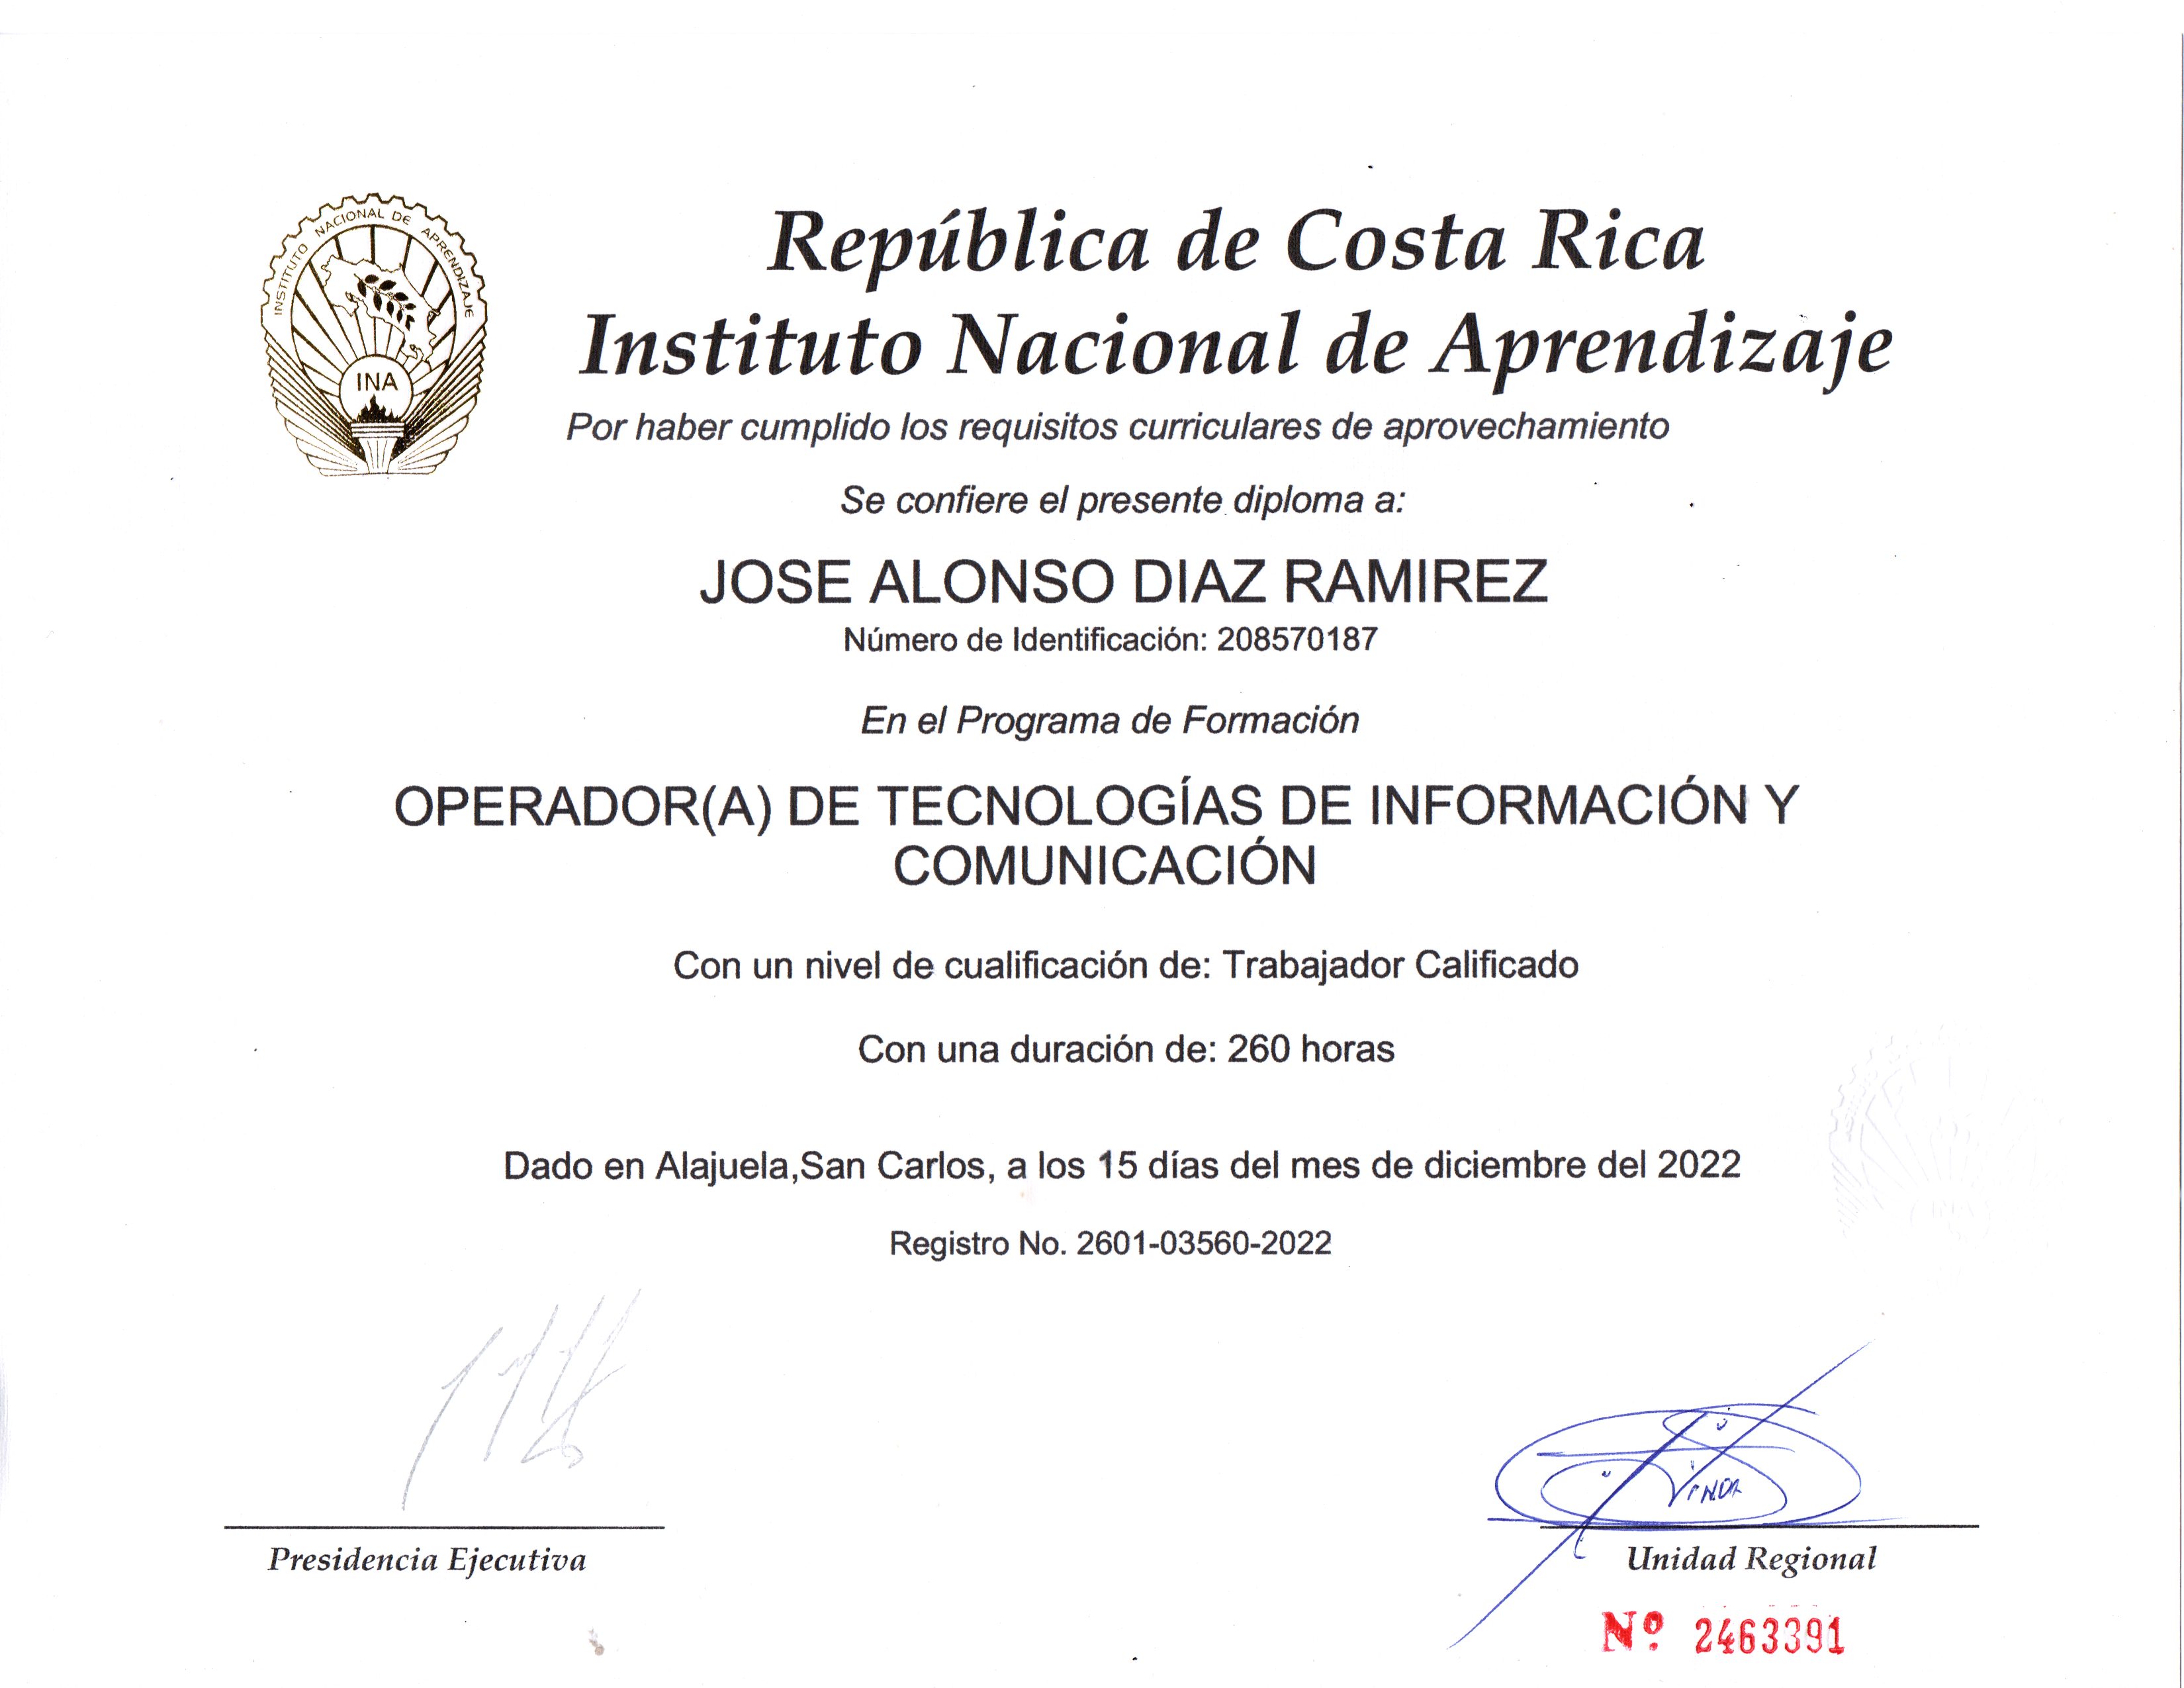 INSTITUTO NACIONAL DE APRENDIZAJE
INA
República de Costa Rica
Instituto Nacional de Aprendizaje
Por haber cumplido los requisitos curriculares de aprovechamiento
Se confiere el presente diploma a:
JOSE ALONSO DIAZ RAMIREZ
Número de Identificación: 208570187
En el Programa de Formación
OPERADOR(A) DE TECNOLOGÍAS DE INFORMACIÓN Y
COMUNICACIÓN
Con un nivel de cualificación de: Trabajador Calificado
Con una duración de: 260 horas
Dado en Alajuela,San Carlos, a los 15 días del mes de diciembre del 2022
Registro No. 2601-03560-2022
Presidencia Ejecutiva
Unidad Regional
Nº 2463391